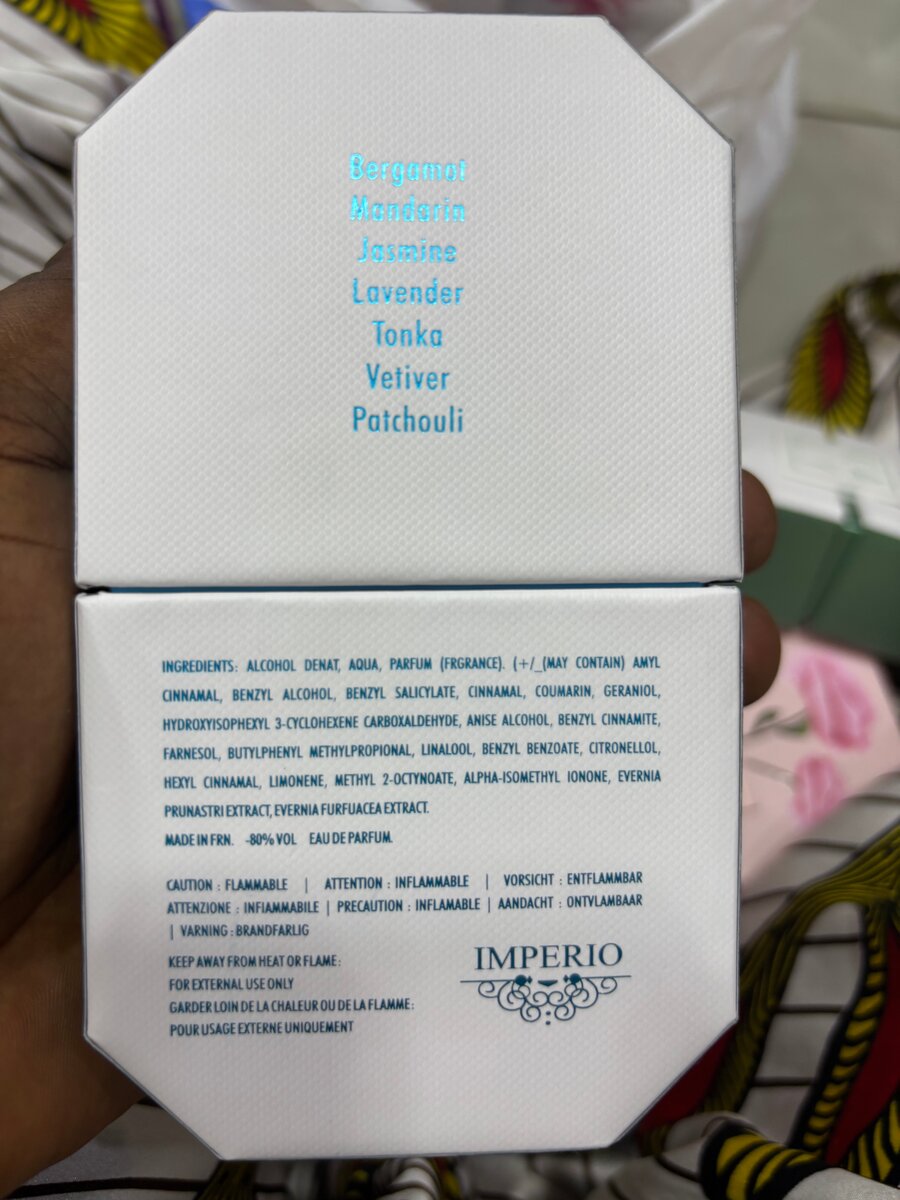 Bergamot
Mandarin
Jasmine
Lavender
Tonka
Vetiver
Patchouli
INGREDIENTS: ALCOHOL DENAT, AQUA, PARFUM (FRGRANCE). (+/_(MAY CONTAIN) AMYL
CINNAMAL, BENZYL ALCOHOL, BENZYL SALICYLATE, CINNAMAL, COUMARIN, GERANIOL,
HYDROXYISOPHEXYL 3-CYCLOHEXENE CARBOXALDEHYDE, ANISE ALCOHOL, BENZYL CINNAMITE,
FARNESOL, BUTYLPHENYL METHYLPROPIONAL, LINALOOL, BENZYL BENZOATE, CITRONELLOL,
HEXYL CINNAMAL, LIMONENE, METHYL 2-OCTYNOATE, ALPHA-ISOMETHYL IONONE, EVERNIA
PRUNASTRI EXTRACT, EVERNIA FURFUACEA EXTRACT.
MADE IN FRN. -80% VOL EAU DE PARFUM.
CAUTION : FLAMMABLE | ATTENTION : INFLAMMABLE | VORSICHT : ENTFLAMMBAR
ATTENZIONE : INFIAMMABILE | PRECAUTION : INFLAMABLE | AANDACHT : ONTVLAMBAAR
| VARNING : BRANDFARLIG
KEEP AWAY FROM HEAT OR FLAME :
FOR EXTERNAL USE ONLY
GARDER LOIN DE LA CHALEUR OU DE LA FLAMME :
POUR USAGE EXTERNE UNIQUEMENT
IMPERIO